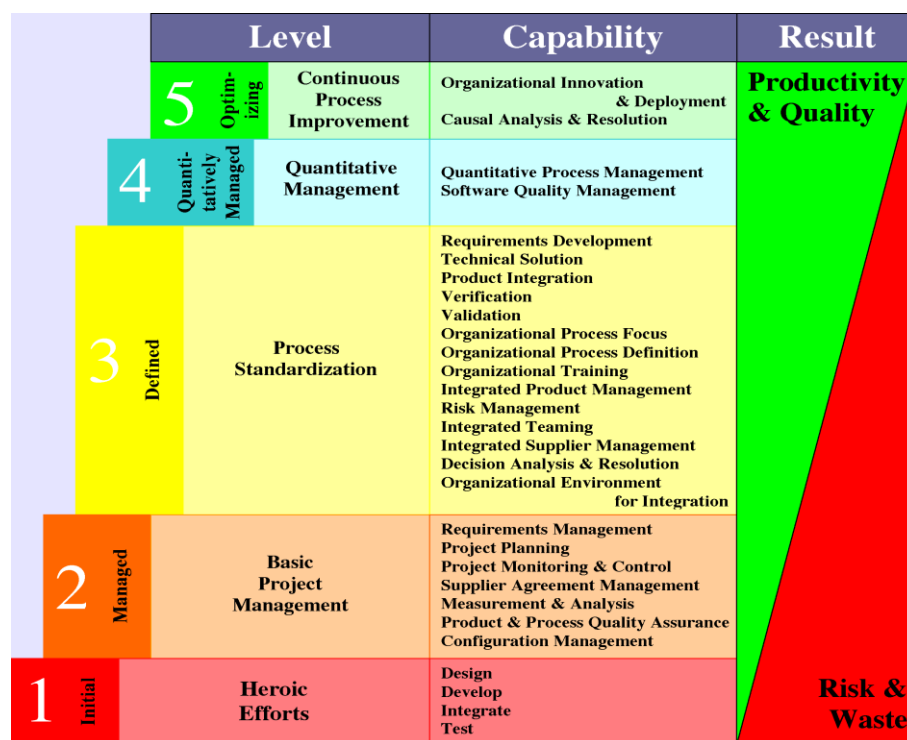 Level Capability Result
5
Optim-
izing
Continuous
Process
Improvement
Organizational Innovation
& Deployment
Causal Analysis & Resolution
Productivity
& Quality
4
Quanti-
tatively
Managed
Quantitative
Management
Quantitative Process Management
Software Quality Management
3
Defined
Process
Standardization
Requirements Development
Technical Solution
Product Integration
Verification
Validation
Organizational Process Focus
Organizational Process Definition
Organizational Training
Integrated Product Management
Risk Management
Integrated Teaming
Integrated Supplier Management
Decision Analysis & Resolution
Organizational Environment
for Integration
2
Managed
Basic
Project
Management
Requirements Management
Project Planning
Project Monitoring & Control
Supplier Agreement Management
Measurement & Analysis
Product & Process Quality Assurance
Configuration Management
1
Initial
Heroic
Efforts
Design
Develop
Integrate
Test
Risk &
Waste